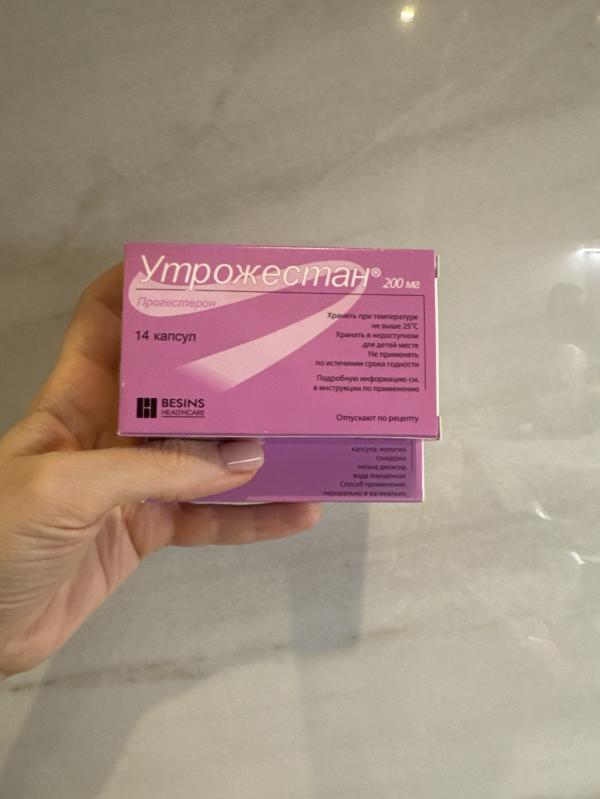 Утрожестан® 200 мг
Прогестерон
14 капсул
Хранить при температуре
не выше 25°С
Хранить в недоступном
для детей месте
Не применять
по истечении срока годности
Подробную информацию см.
в инструкции по применению
BESINS
HEALTHCARE
Отпускают по рецепту
капсула: желатин
глицерин
титана диоксид
вода очищенная
Способ применения:
перорально и вагинально